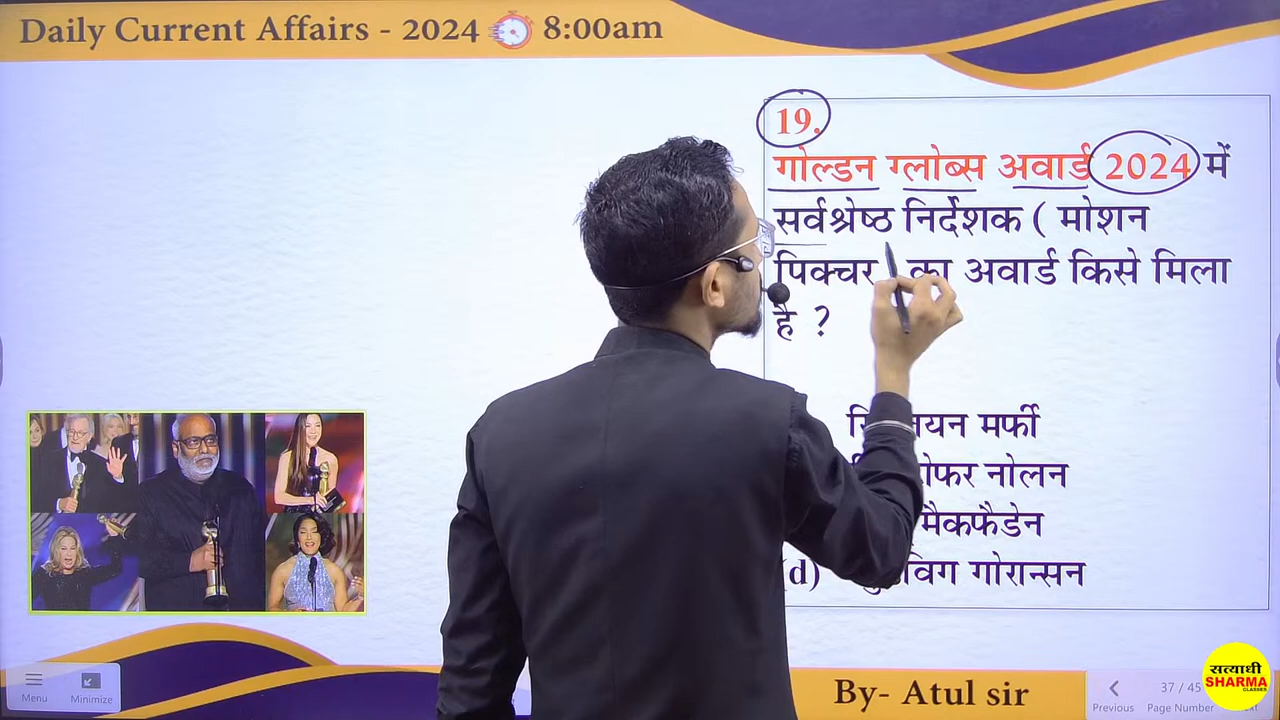 Daily Current Affairs - 2024 8:00am
19.
गोल्डन ग्लोब्स अवार्ड 2024 में
सर्वश्रेष्ठ निर्देशक ( मोशन
पिक्चर का अवार्ड किसे मिला
है ?
मर्फी
नोलन
मैकफैडेन
(d) गोरान्सन
By- Atul sir
Menu
Minimize
Previous
37 / 45
Page Number
सत्याधी
SHARMA
CLASSES